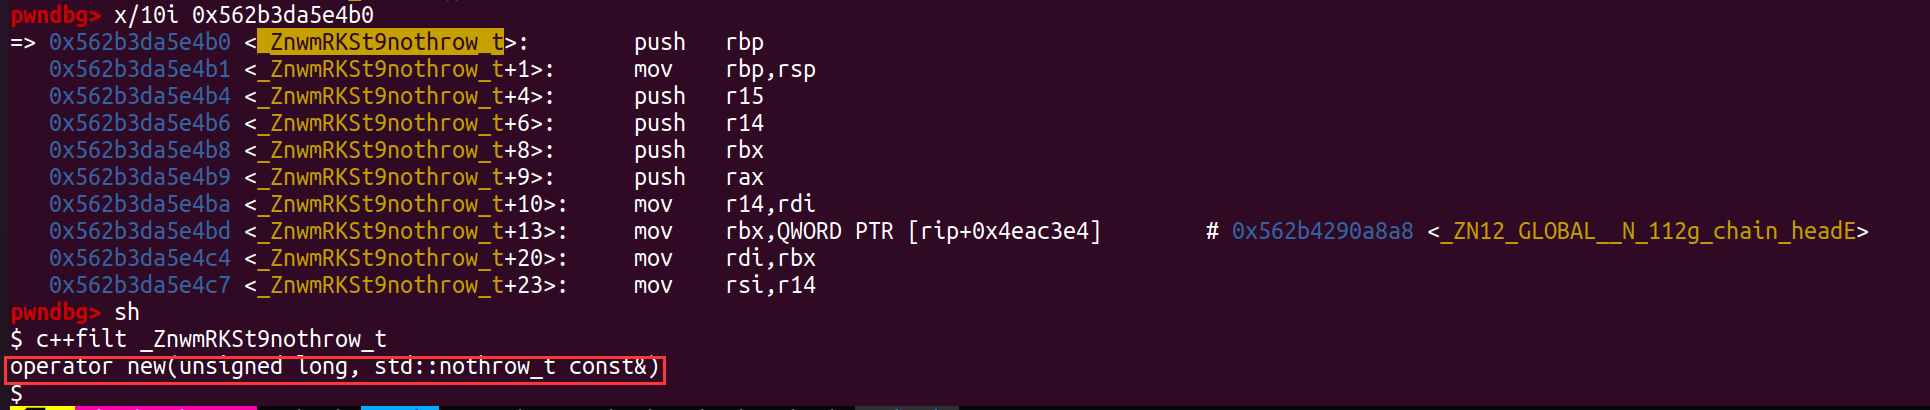 pwndbg> x/10i 0x562b3da5e4b0
=> 0x562b3da5e4b0 <_ZnwmRKSt9nothrow_t>: push rbp
0x562b3da5e4b1 <_ZnwmRKSt9nothrow_t+1>: mov rbp,rsp
0x562b3da5e4b4 <_ZnwmRKSt9nothrow_t+4>: push r15
0x562b3da5e4b6 <_ZnwmRKSt9nothrow_t+6>: push r14
0x562b3da5e4b8 <_ZnwmRKSt9nothrow_t+8>: push rbx
0x562b3da5e4b9 <_ZnwmRKSt9nothrow_t+9>: push rax
0x562b3da5e4ba <_ZnwmRKSt9nothrow_t+10>: mov r14,rdi
0x562b3da5e4bd <_ZnwmRKSt9nothrow_t+13>: mov rbx,QWORD PTR [rip+0x4eac3e4] # 0x562b4290a8a8 <_ZN12_GLOBAL__N_112g_chain_headE>
0x562b3da5e4c4 <_ZnwmRKSt9nothrow_t+20>: mov rdi,rbx
0x562b3da5e4c7 <_ZnwmRKSt9nothrow_t+23>: mov rsi,r14
pwndbg> sh
$ c++filt _ZnwmRKSt9nothrow_t
operator new(unsigned long, std::nothrow_t const&)
$